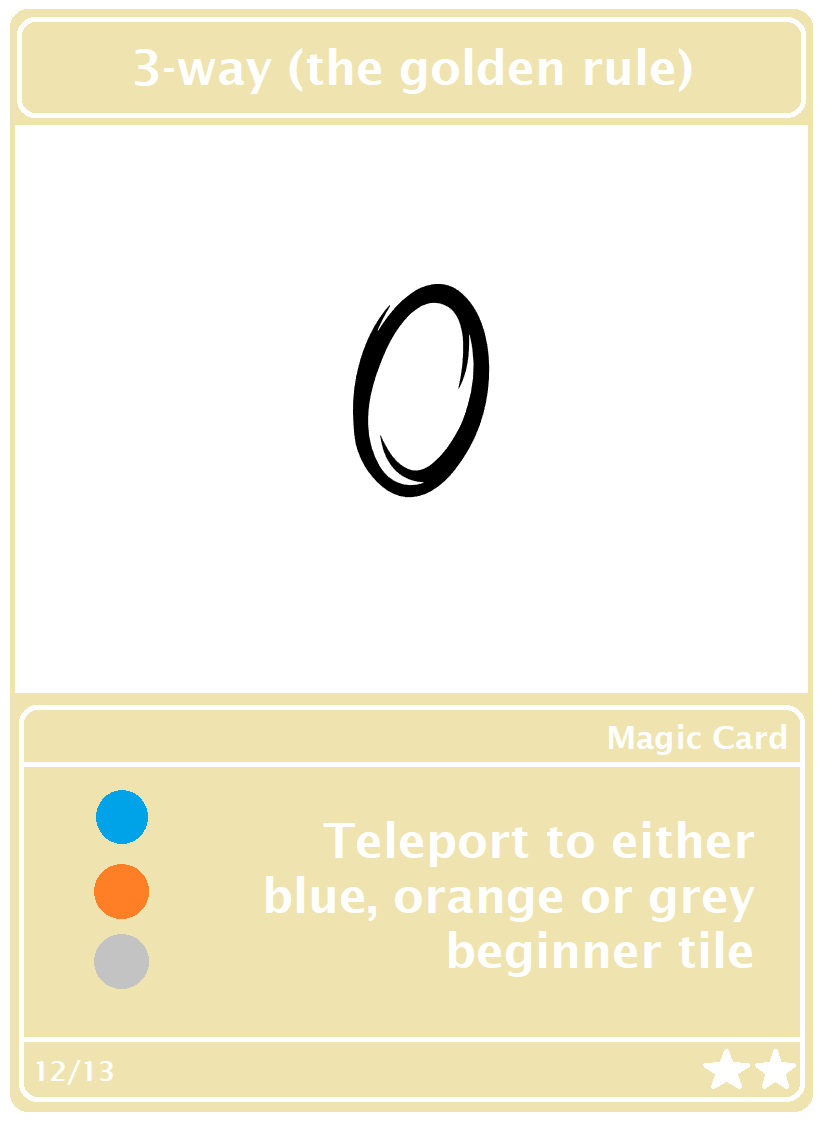 3-way (the golden rule)
Magic Card
Teleport to either
blue, orange or grey
beginner tile
12/13